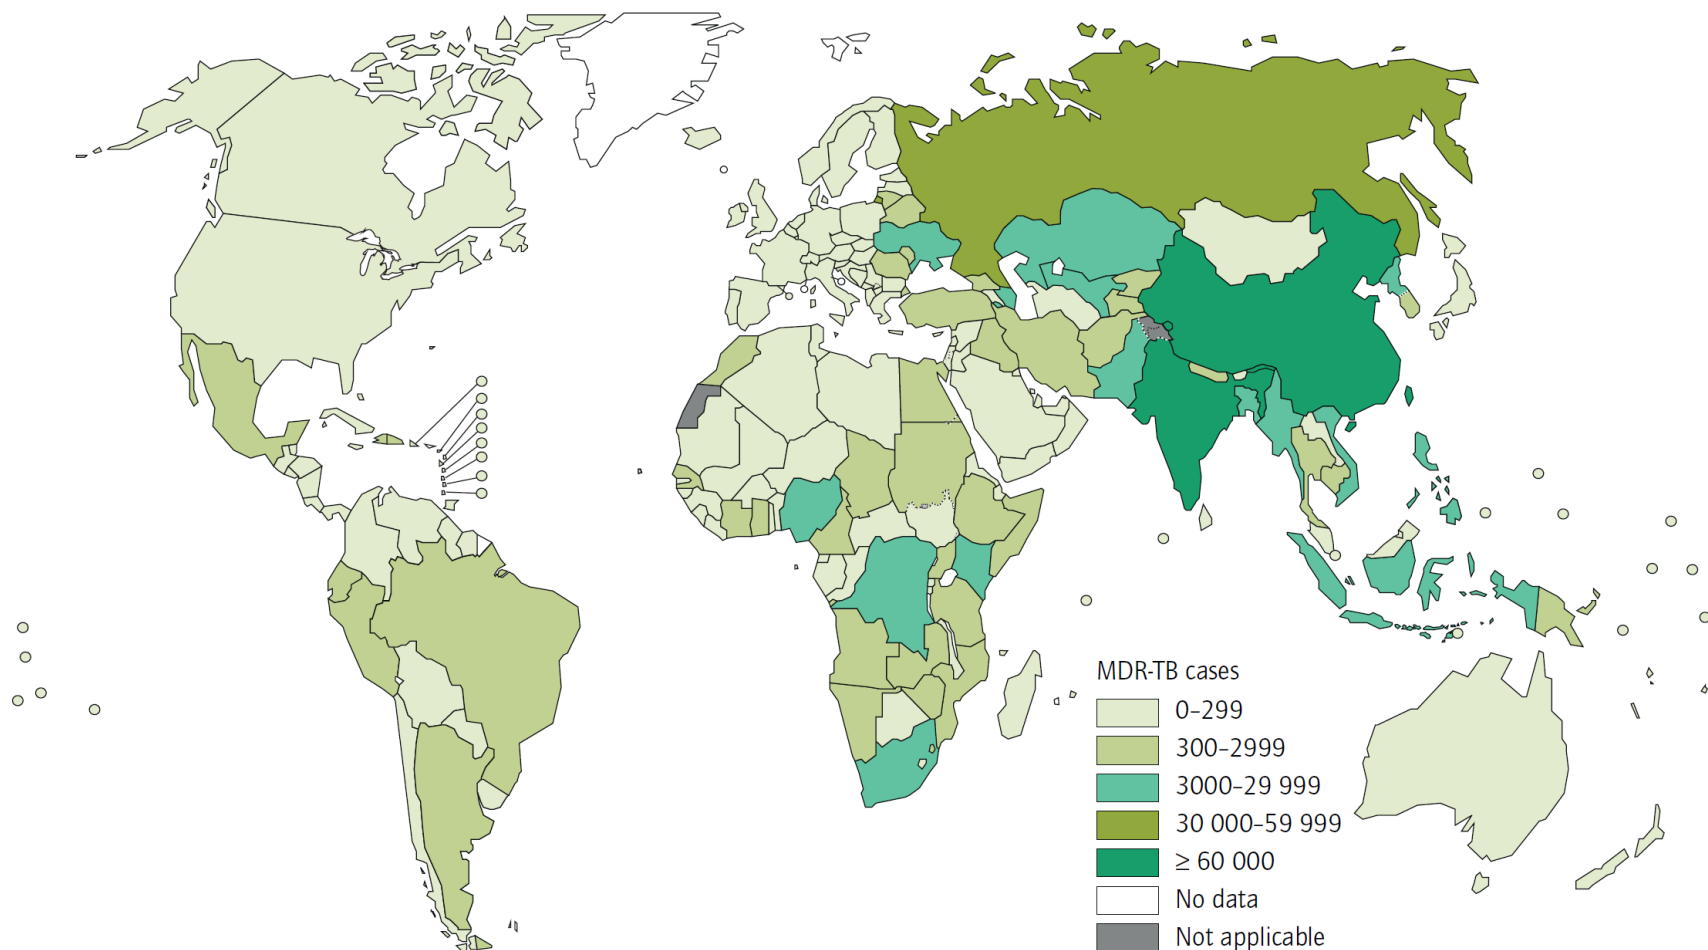 MDR-TB cases
0–299
300–2999
3000–29 999
30 000–59 999
≥ 60 000
No data
Not applicable